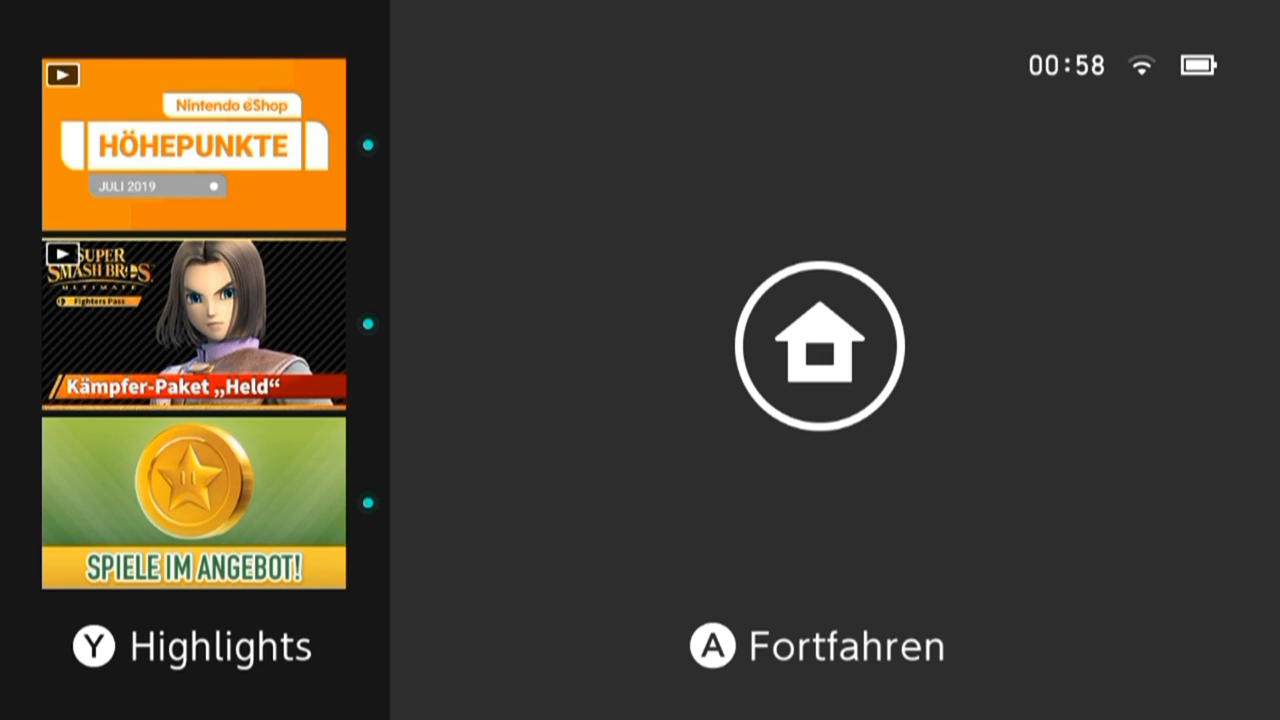 Nintendo eShop
HÖHEPUNKTE
JULI 2019
SUPER
SMASH BROS.
ULTIMATE
Fighters Pass
Kämpfer-Paket „Held“
SPIELE IM ANGEBOT!
Y Highlights
00:58
A Fortfahren